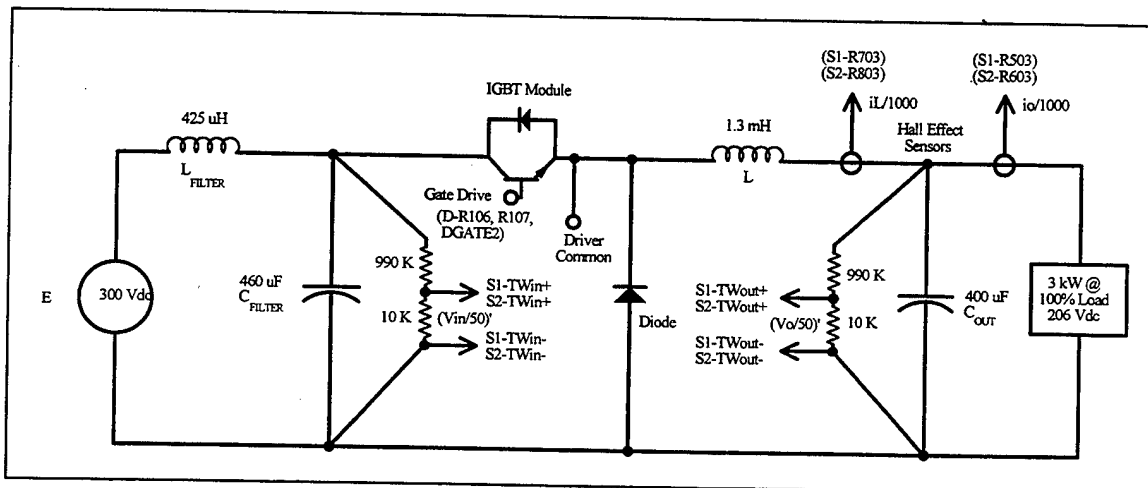 (S1-R703)
(S2-R803)
(S1-R503)
(S2-R603)
IGBT Module
iL/1000
io/1000
425 uH
1.3 mH
Hall Effect
Sensors
L FILTER
L
Gate Drive
(D-R106, R107,
DGATE2)
Driver
Common
990 K
S1-TWin+
S2-TWin+
(Vin/50)'
10 K
S1-TWin-
S2-TWin-
460 uF
C FILTER
E
300 Vdc
Diode
990 K
S1-TWout+
S2-TWout+
(Vo/50)'
10 K
S1-TWout-
S2-TWout-
400 uF
C OUT
3 kW @
100% Load
206 Vdc